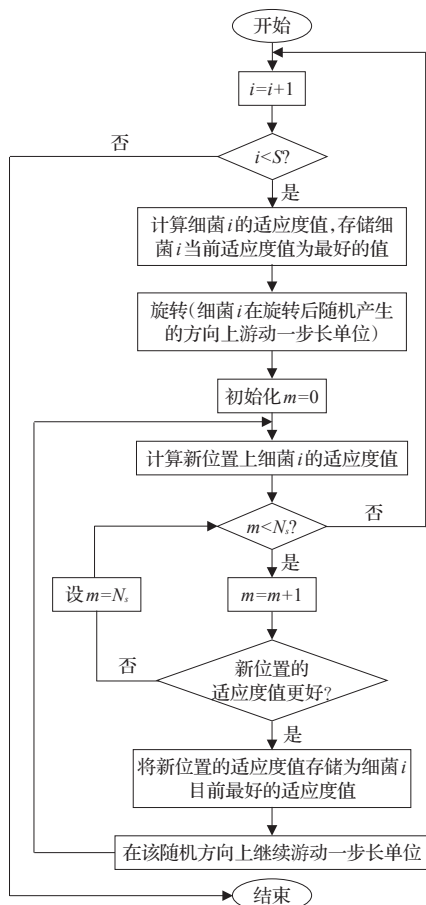 开始
i=i+1
否
i<S?
是
计算细菌i的适应度值,存储细
菌i当前适应度值为最好的值
旋转(细菌i在旋转后随机产生
的方向上游动一步长单位)
初始化m=0
计算新位置上细菌i的适应度值
m<Ns?
否
是
设m=Ns
m=m+1
否
新位置的
适应度值更好?
是
将新位置的适应度值存储为细菌i
目前最好的适应度值
在该随机方向上继续游动一步长单位
结束